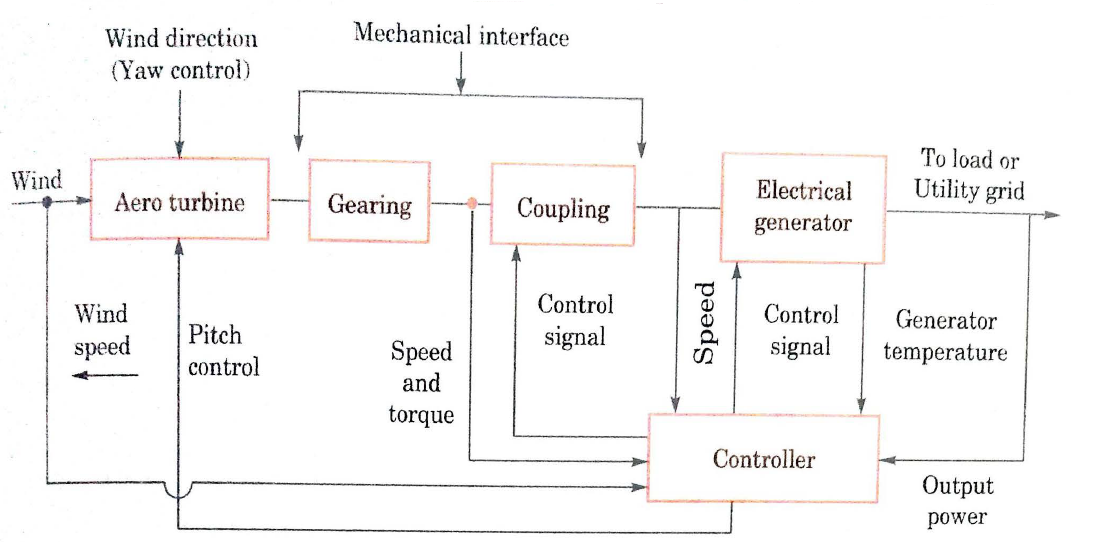 Wind direction
(Yaw control)
Mechanical interface
Wind
Aero turbine
Gearing
Coupling
Electrical
generator
To load or
Utility grid
Wind
speed
Pitch
control
Speed
and
torque
Control
signal
Speed
Control
signal
Generator
temperature
Controller
Output
power